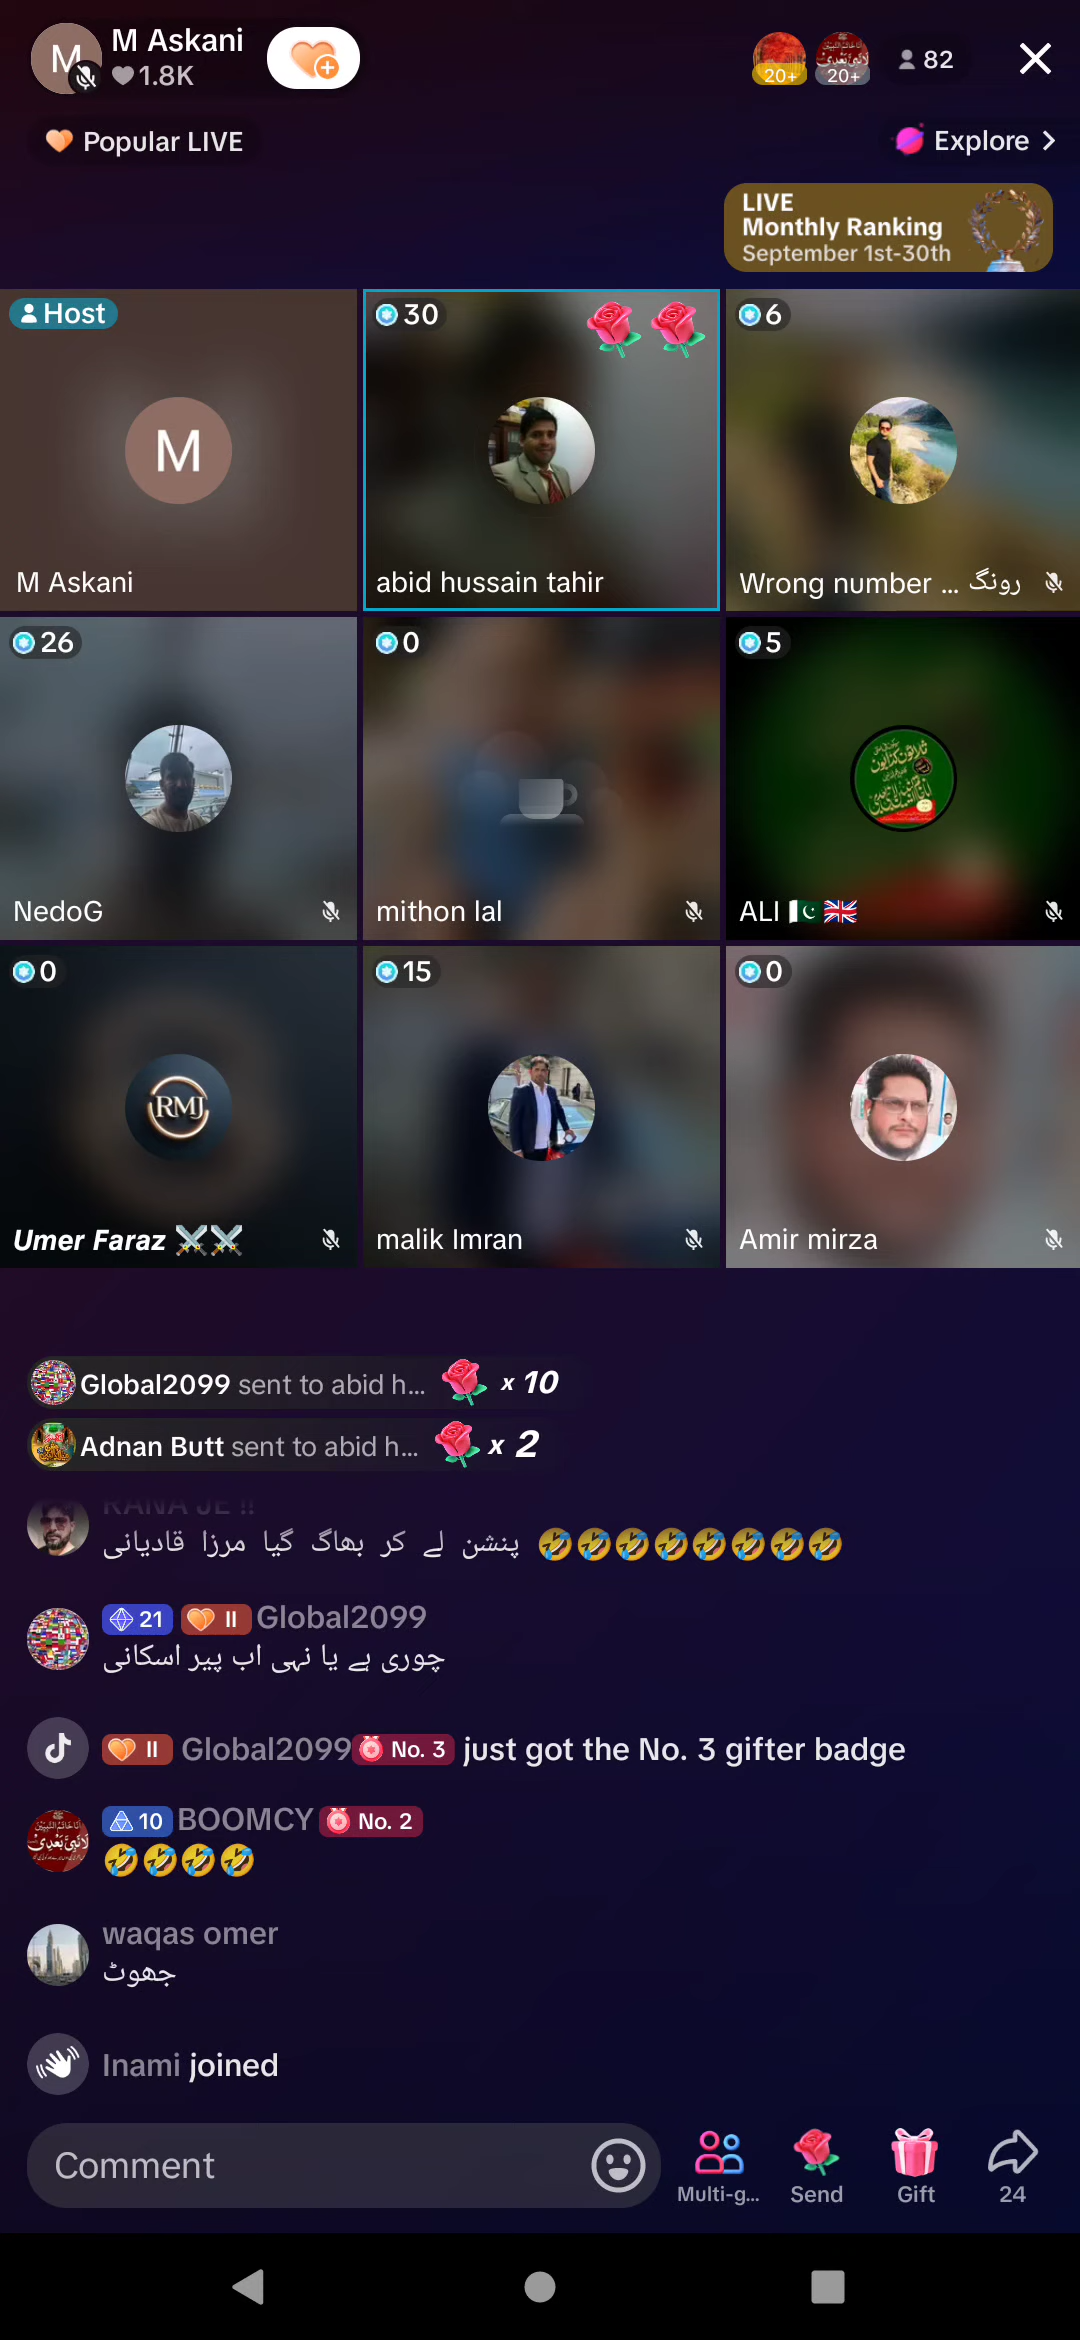 M Askani
1.8K
20+
20+
82
Popular LIVE
Explore
LIVE
Monthly Ranking
September 1st-30th
Host
M
M Askani
30
abid hussain tahir
6
Wrong number ... رونگ
26
NedoG
0
mithon lal
5
ALI
0
RMJ
Umer Faraz
15
malik Imran
0
Amir mirza
Global2099 sent to abid h... x 10
Adnan Butt sent to abid h... x 2
RANA JE !!
پنشن لے کر بھاگ گیا مرزا قادیانی 🤣🤣🤣🤣🤣🤣🤣🤣
21 II Global2099
چوری ہے یا نہی اب پیر اسکانی
II Global2099 No. 3 just got the No. 3 gifter badge
10 BOOMCY No. 2
🤣🤣🤣🤣
waqas omer
جھوٹ
Inami joined
Comment
Multi-g...
Send
Gift
24